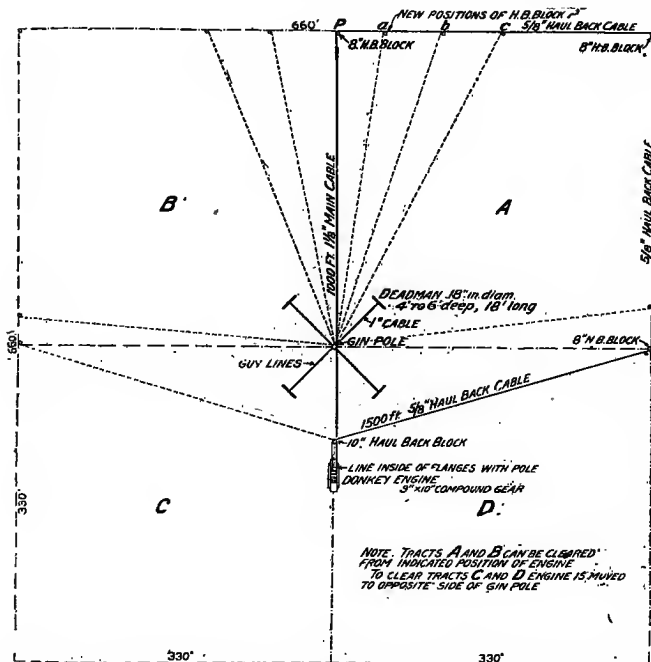 NEW POSITIONS OF H.B. BLOCK
660' P a b c 5/8" HAUL BACK CABLE
8" H.B. BLOCK
8" H.B. BLOCK
B
A
1000 FT. 1 1/8" MAIN CABLE
5/8" HAUL BACK CABLE
DEADMAN 18" in diam.
4' to 6' deep, 18' long
1" CABLE
660'
GIN-POLE
8" H.B. BLOCK
GUY LINES
1500 ft. 5/8" HAUL BACK CABLE
10" HAUL BACK BLOCK
LINE INSIDE OF FLANGES WITH POLE
DONKEY ENGINE
9" x 10" COMPOUND GEAR
330'
C
D.
NOTE. TRACTS A AND B CAN BE CLEARED
FROM INDICATED POSITION OF ENGINE
TO CLEAR TRACTS C AND D ENGINE IS MOVED
TO OPPOSITE SIDE OF GIN POLE
330'
330'